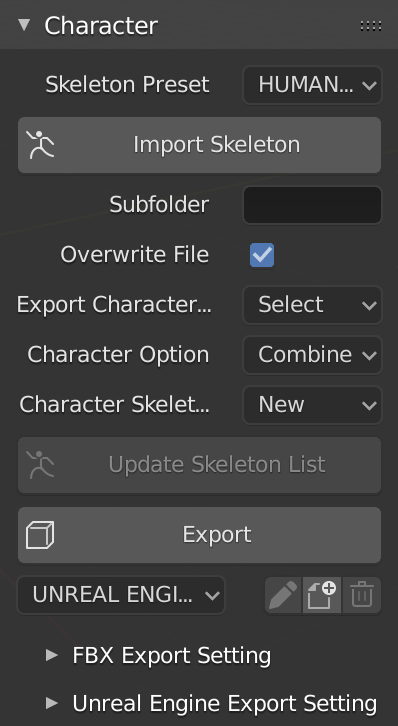 Character
Skeleton Preset HUMAN...
Import Skeleton
Subfolder
Overwrite File
Export Character... Select
Character Option Combine
Character Skelet... New
Update Skeleton List
Export
UNREAL ENGI...
FBX Export Setting
Unreal Engine Export Setting